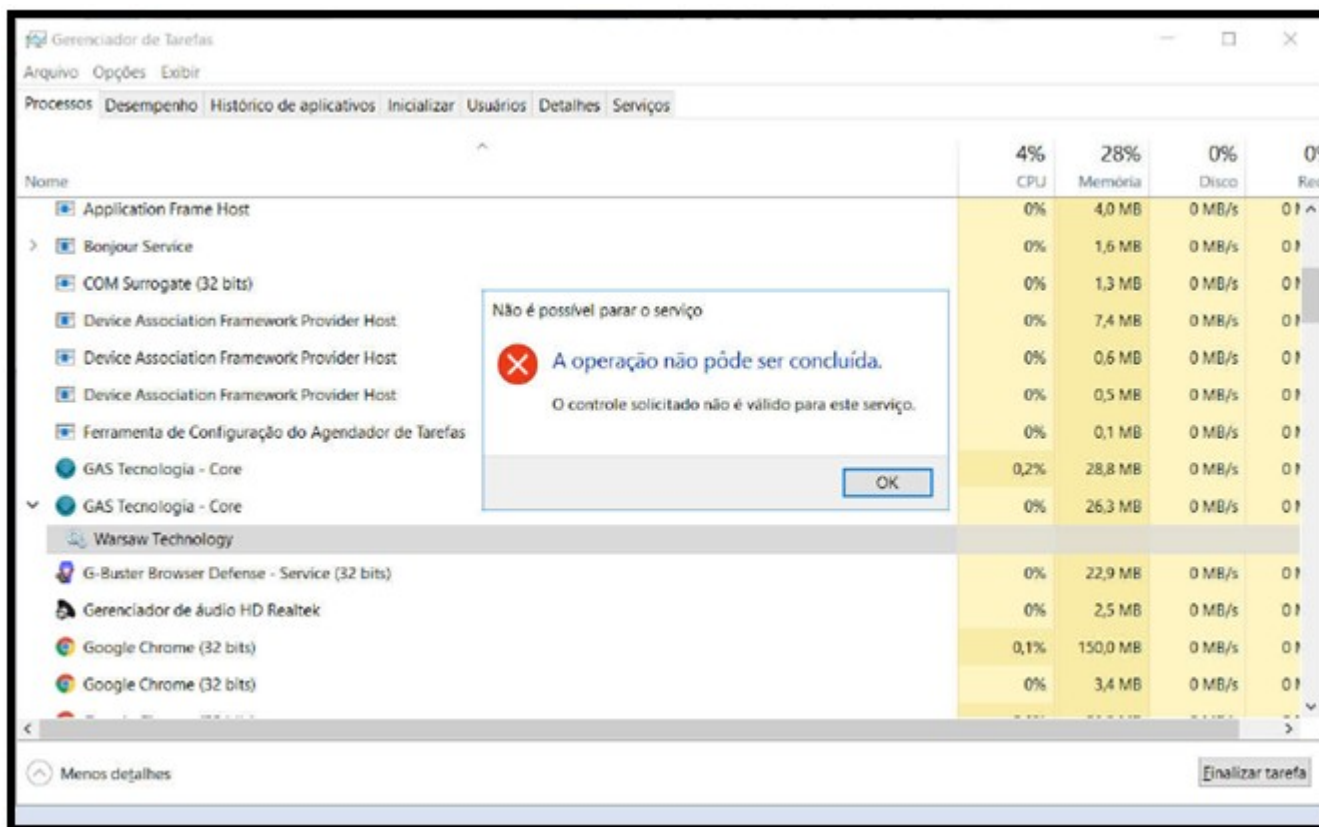 Gerenciador de Tarefas
Arquivo Opções Exibir
Processos Desempenho Histórico de aplicativos Inicializar Usuários Detalhes Serviços
4% 28% 0%
Nome CPU Memória Disco
Application Frame Host 0% 4,0 MB 0 MB/s
Bonjour Service 0% 1,6 MB 0 MB/s
COM Surrogate (32 bits) 0% 1,3 MB 0 MB/s
Device Association Framework Provider Host 0% 7,4 MB 0 MB/s
Device Association Framework Provider Host 0% 0,6 MB 0 MB/s
Device Association Framework Provider Host 0% 0,5 MB 0 MB/s
Ferramenta de Configuração do Agendador de Tarefas 0% 0,1 MB 0 MB/s
GAS Tecnologia - Core 0,2% 28,8 MB 0 MB/s
GAS Tecnologia - Core 0% 26,3 MB 0 MB/s
Warsaw Technology
G-Buster Browser Defense - Service (32 bits) 0% 22,9 MB 0 MB/s
Gerenciador de áudio HD Realtek 0% 2,5 MB 0 MB/s
Google Chrome (32 bits) 0,1% 150,0 MB 0 MB/s
Google Chrome (32 bits) 0% 3,4 MB 0 MB/s
Não é possível parar o serviço
A operação não pôde ser concluída.
O controle solicitado não é válido para este serviço.
OK
Menos detalhes
Finalizar tarefa